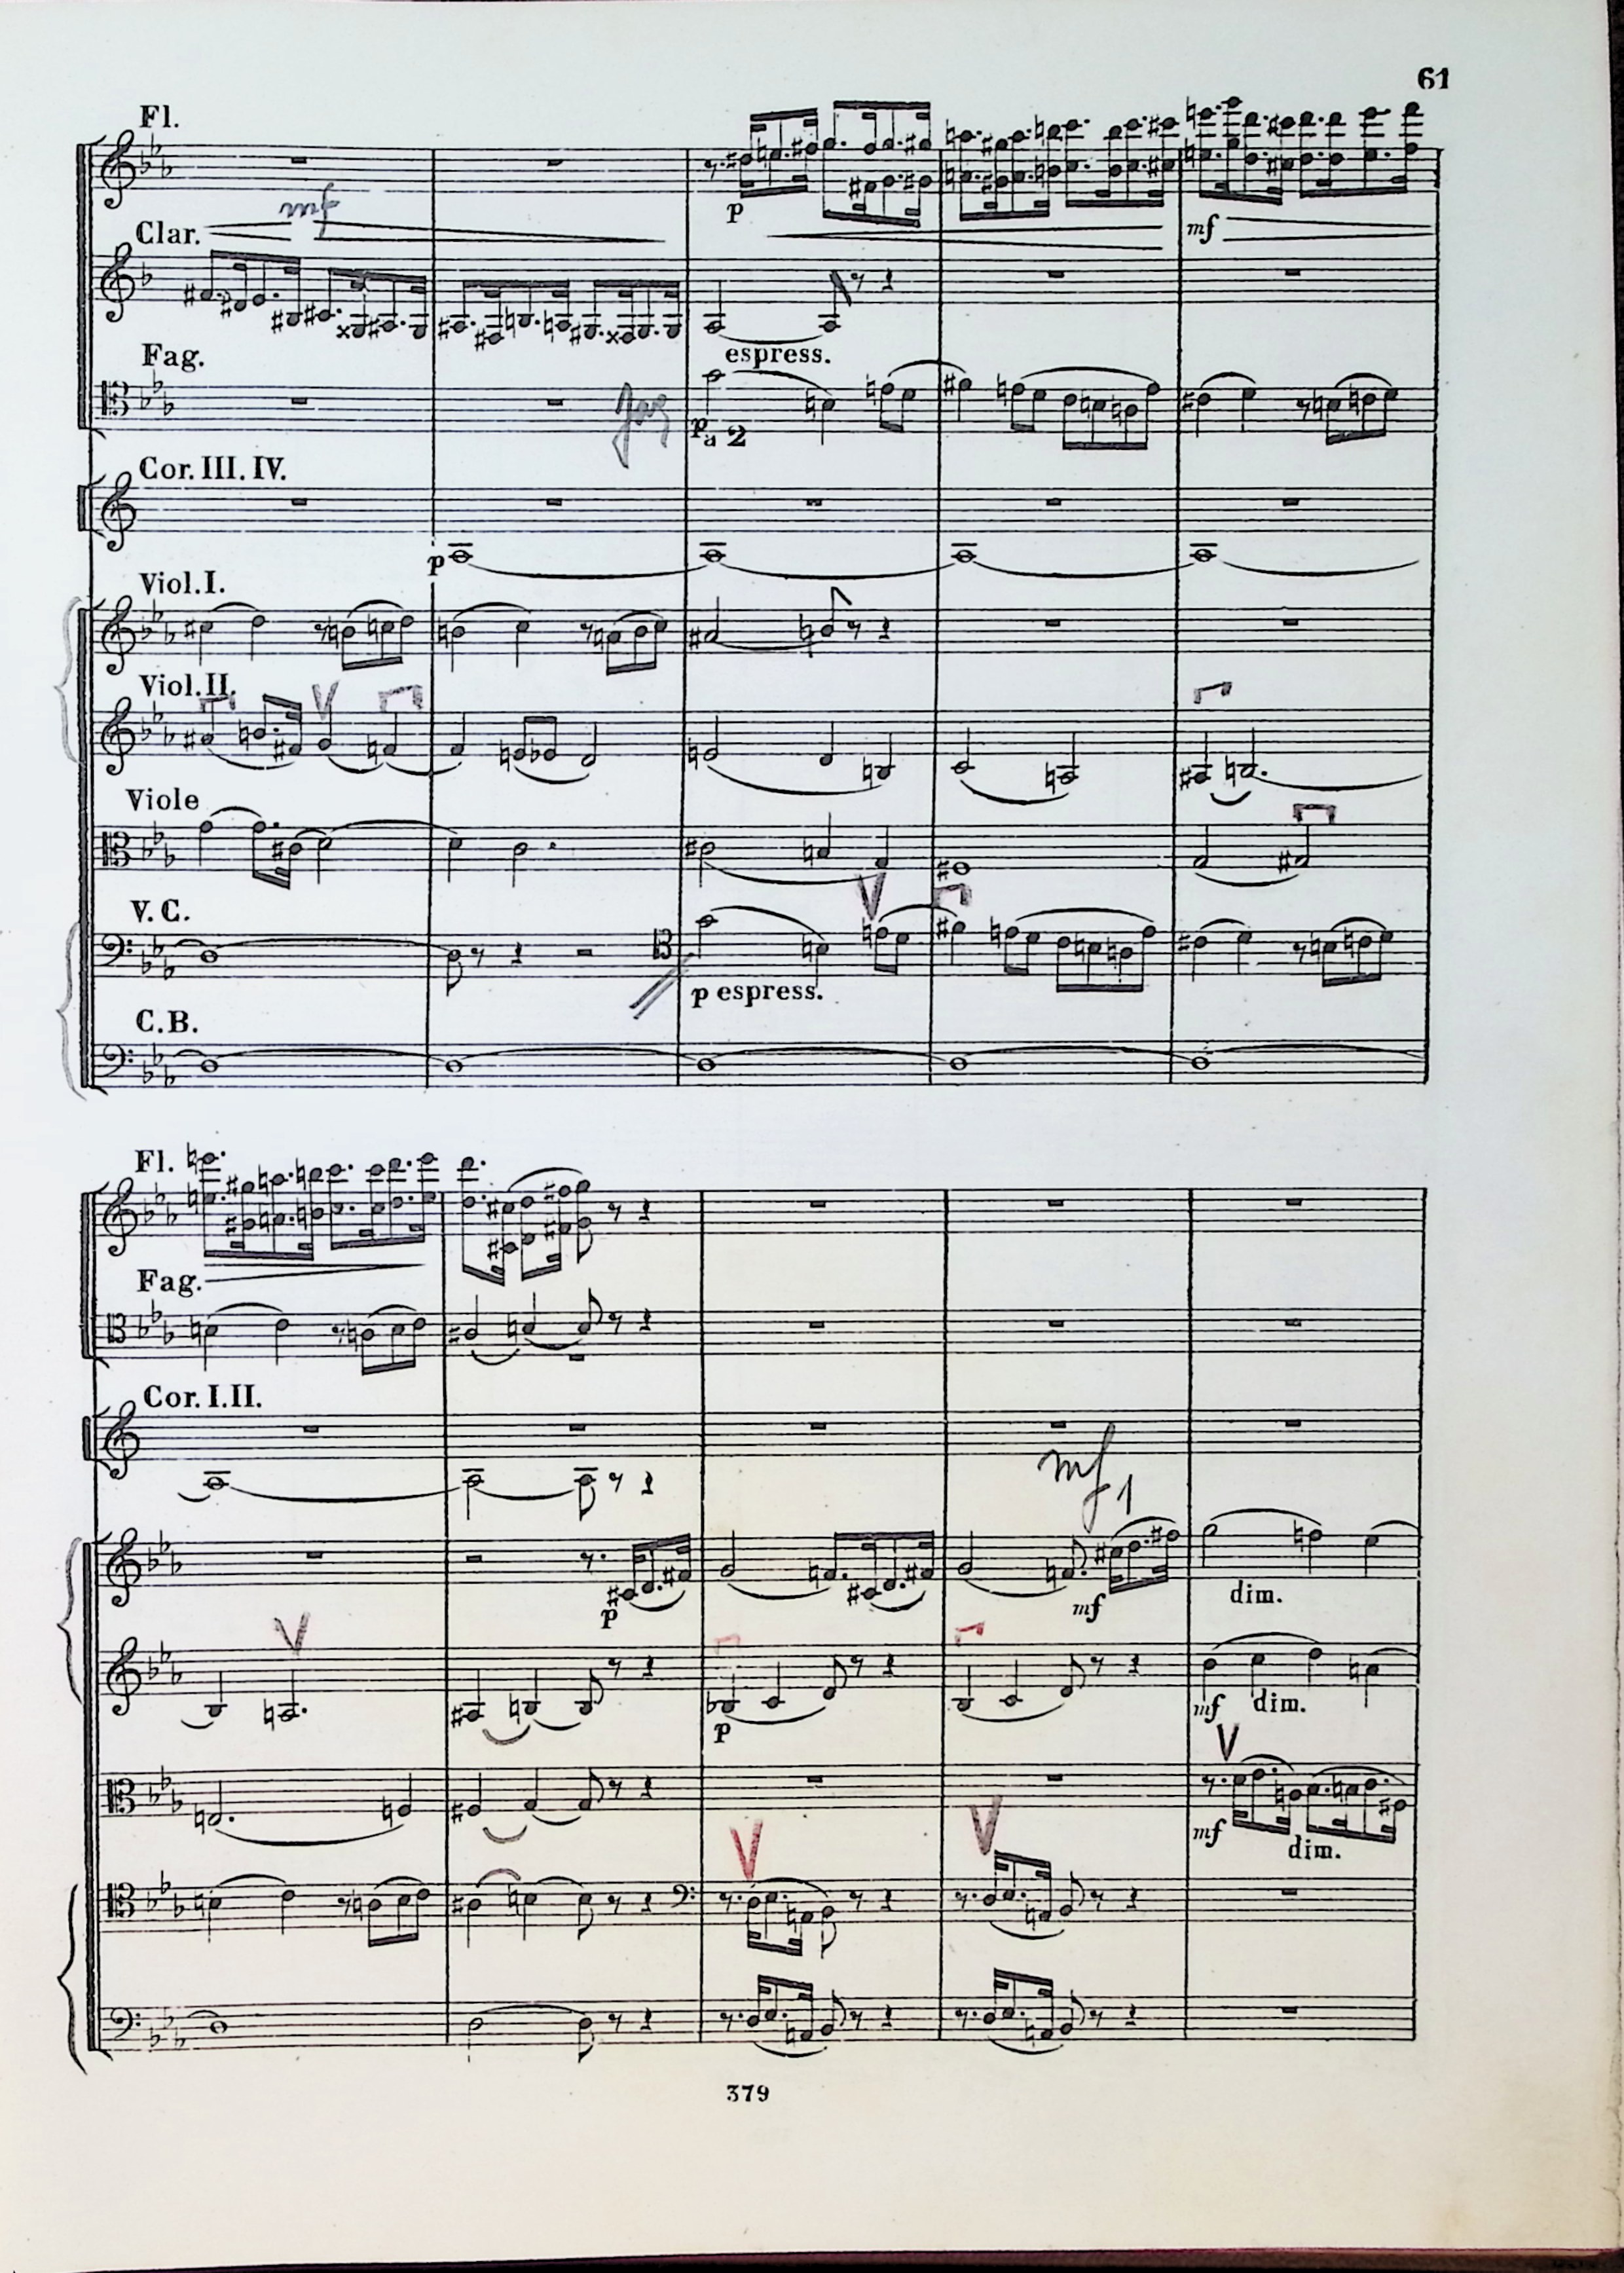 61
Fl.
Clar.
p
mf
Fag.
espress.
p
a 2
Cor. III. IV.
p
Viol. I.
Viol. II.
Viole
V. C.
p espress.
C. B.
Fl.
Fag.
Cor. I. II.
mf 1
p
mf
dim.
p
mf dim.
mf
dim.
379